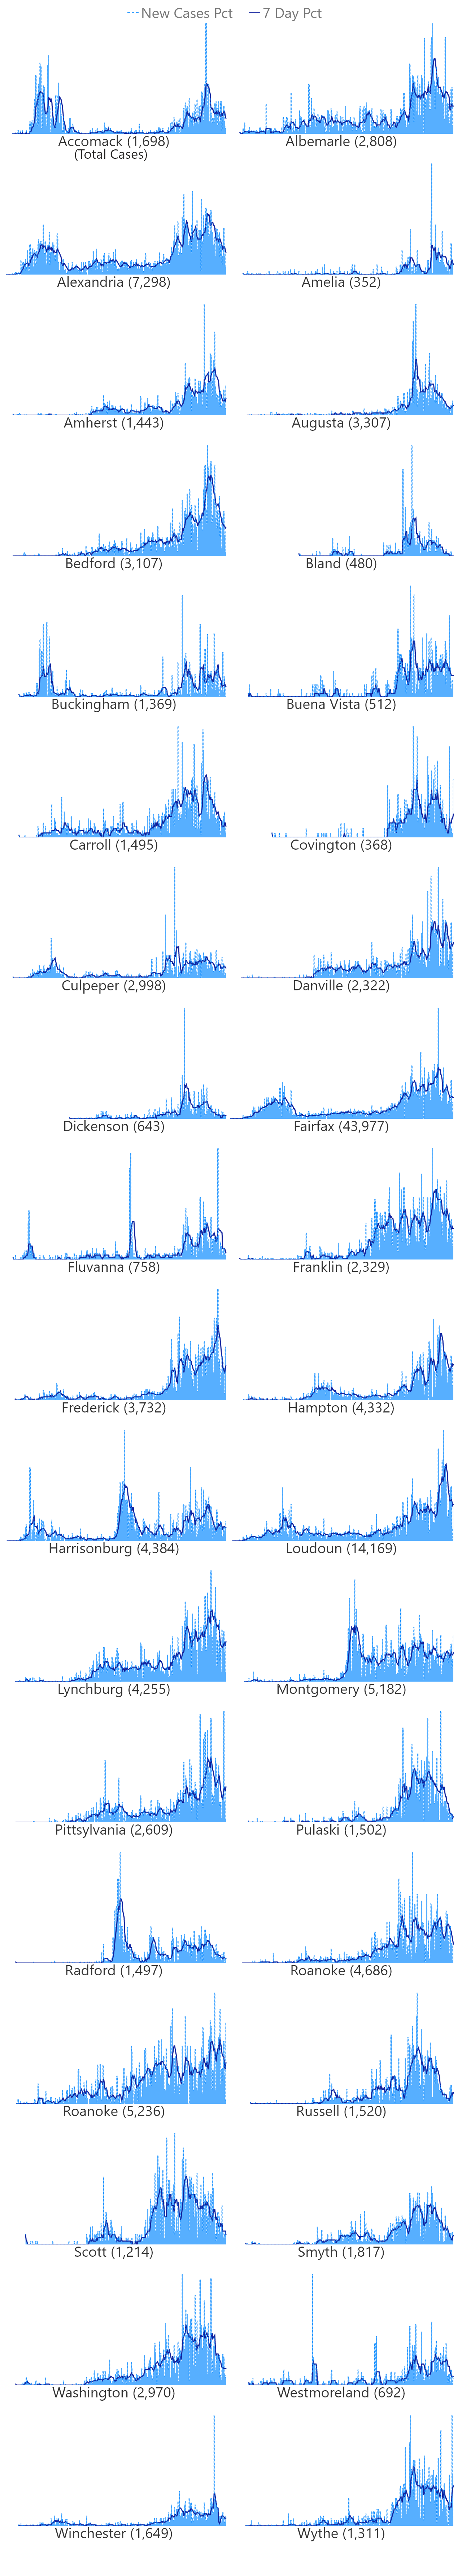 New Cases Pct 7 Day Pct
Accomack (1,698) Albemarle (2,808)
(Total Cases)
Alexandria (7,298) Amelia (352)
Amherst (1,443) Augusta (3,307)
Bedford (3,107) Bland (480)
Buckingham (1,369) Buena Vista (512)
Carroll (1,495) Covington (368)
Culpeper (2,998) Danville (2,322)
Dickenson (643) Fairfax (43,977)
Fluvanna (758) Franklin (2,329)
Frederick (3,732) Hampton (4,332)
Harrisonburg (4,384) Loudoun (14,169)
Lynchburg (4,255) Montgomery (5,182)
Pittsylvania (2,609) Pulaski (1,502)
Radford (1,497) Roanoke (4,686)
Roanoke (5,236) Russell (1,520)
Scott (1,214) Smyth (1,817)
Washington (2,970) Westmoreland (692)
Winchester (1,649) Wythe (1,311)